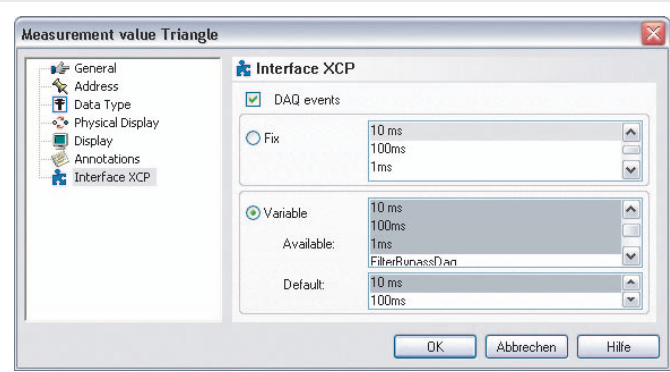 Measurement value Triangle
General
Address
Data Type
Physical Display
Display
Annotations
Interface XCP
Interface XCP
DAQ events
Fix
10 ms
100ms
1ms
Variable
Available:
10 ms
100ms
1ms
FilterBypassDaq
Default:
10 ms
100ms
OK
Abbrechen
Hilfe